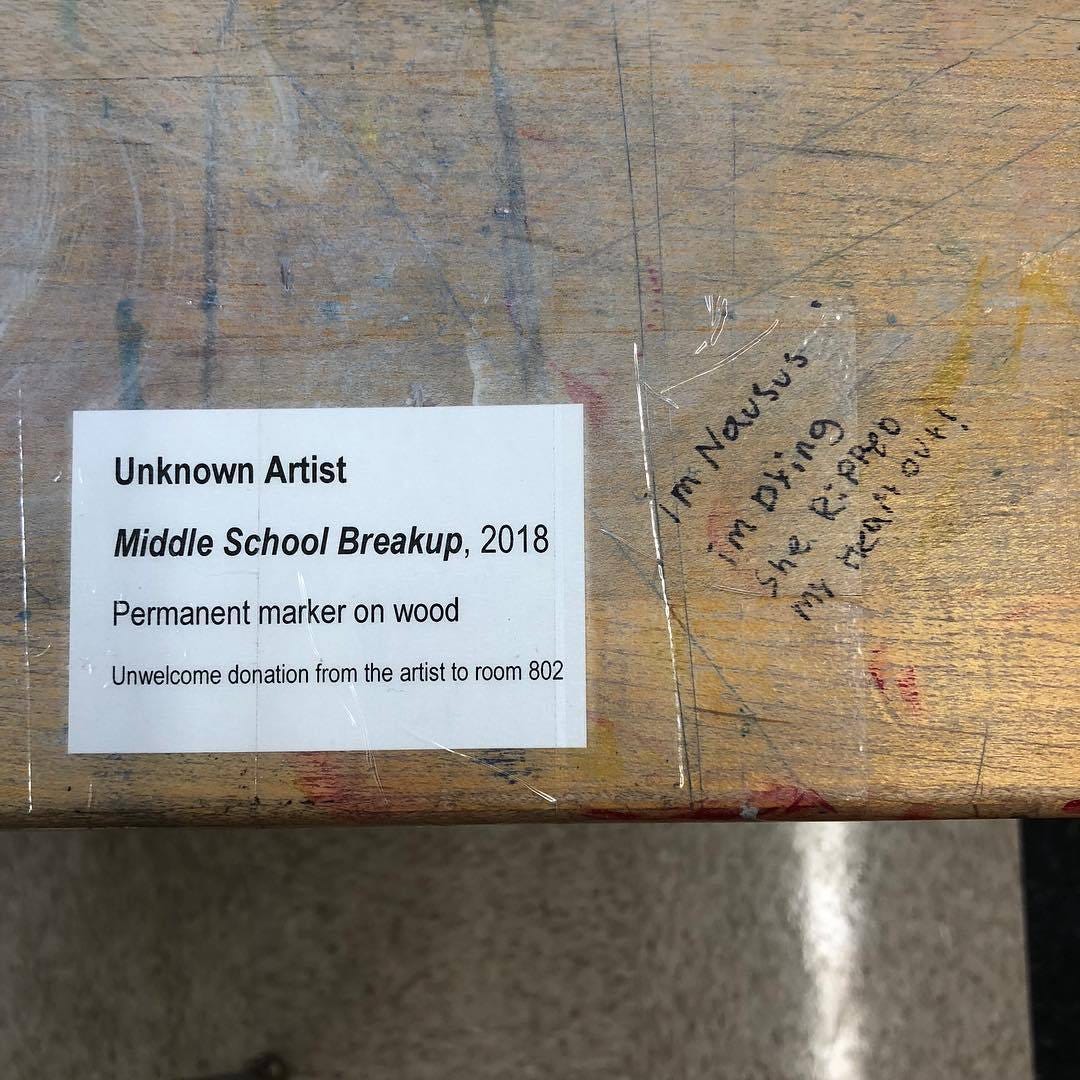 Unknown Artist
Middle School Breakup, 2018
Permanent marker on wood
Unwelcome donation from the artist to room 802
i'm Nausus
i'm Dying
She RiPPeD
my Heart out!